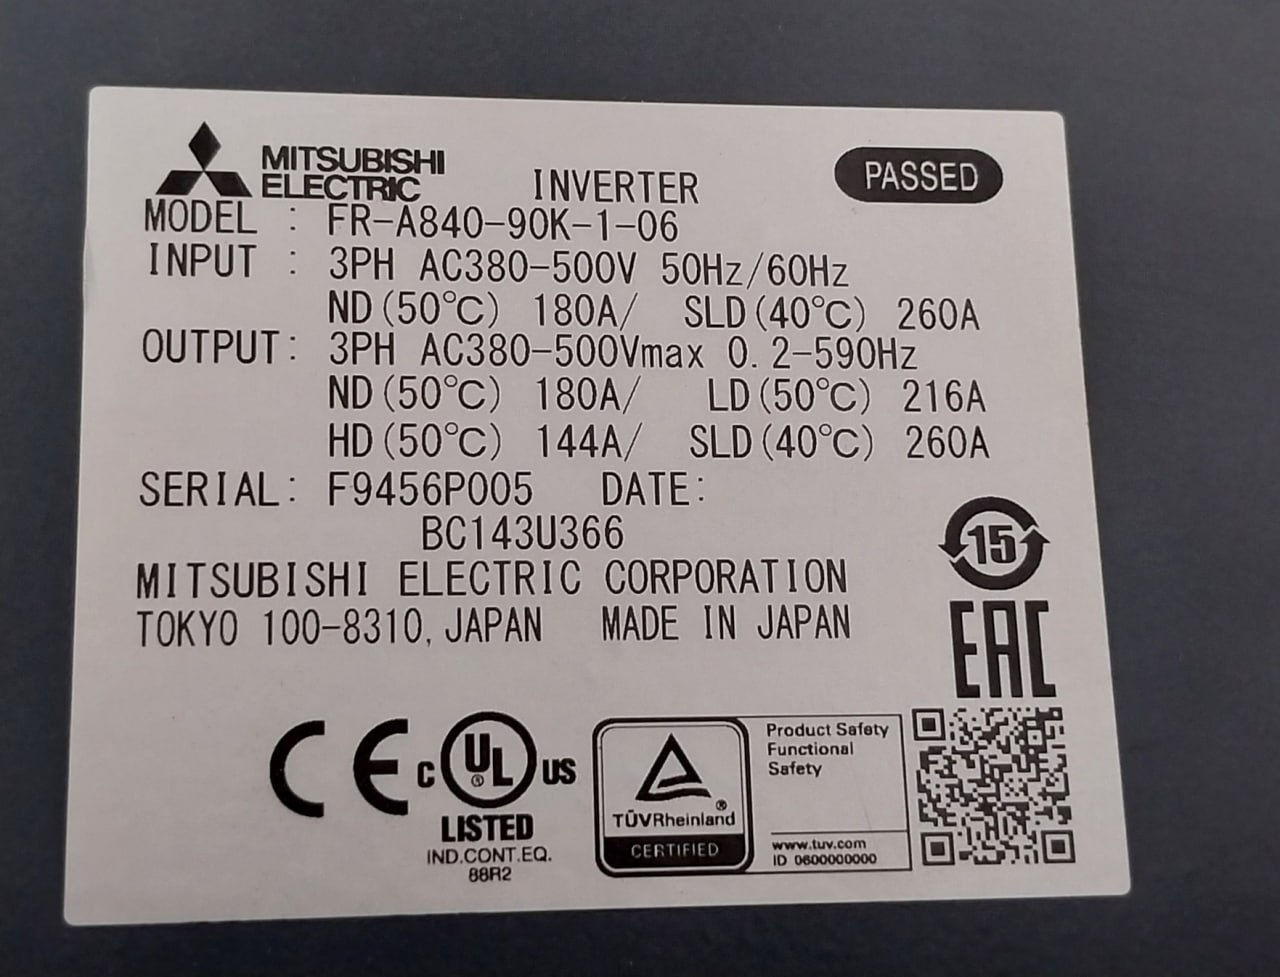 MITSUBISHI
ELECTRIC
INVERTER
PASSED
MODEL : FR-A840-90K-1-06
INPUT : 3PH AC380-500V 50Hz/60Hz
ND(50℃) 180A/ SLD(40℃) 260A
OUTPUT: 3PH AC380-500Vmax 0.2-590Hz
ND(50℃) 180A/ LD(50℃) 216A
HD(50℃) 144A/ SLD(40℃) 260A
SERIAL: F9456P005 DATE:
BC143U366
MITSUBISHI ELECTRIC CORPORATION
TOKYO 100-8310, JAPAN MADE IN JAPAN
15
EAC
CE
c UL ® US
LISTED
IND.CONT.EQ.
88R2
®
TÜVRheinland
CERTIFIED
Product Safety
Functional
Safety
www.tuv.com
ID 0600000000